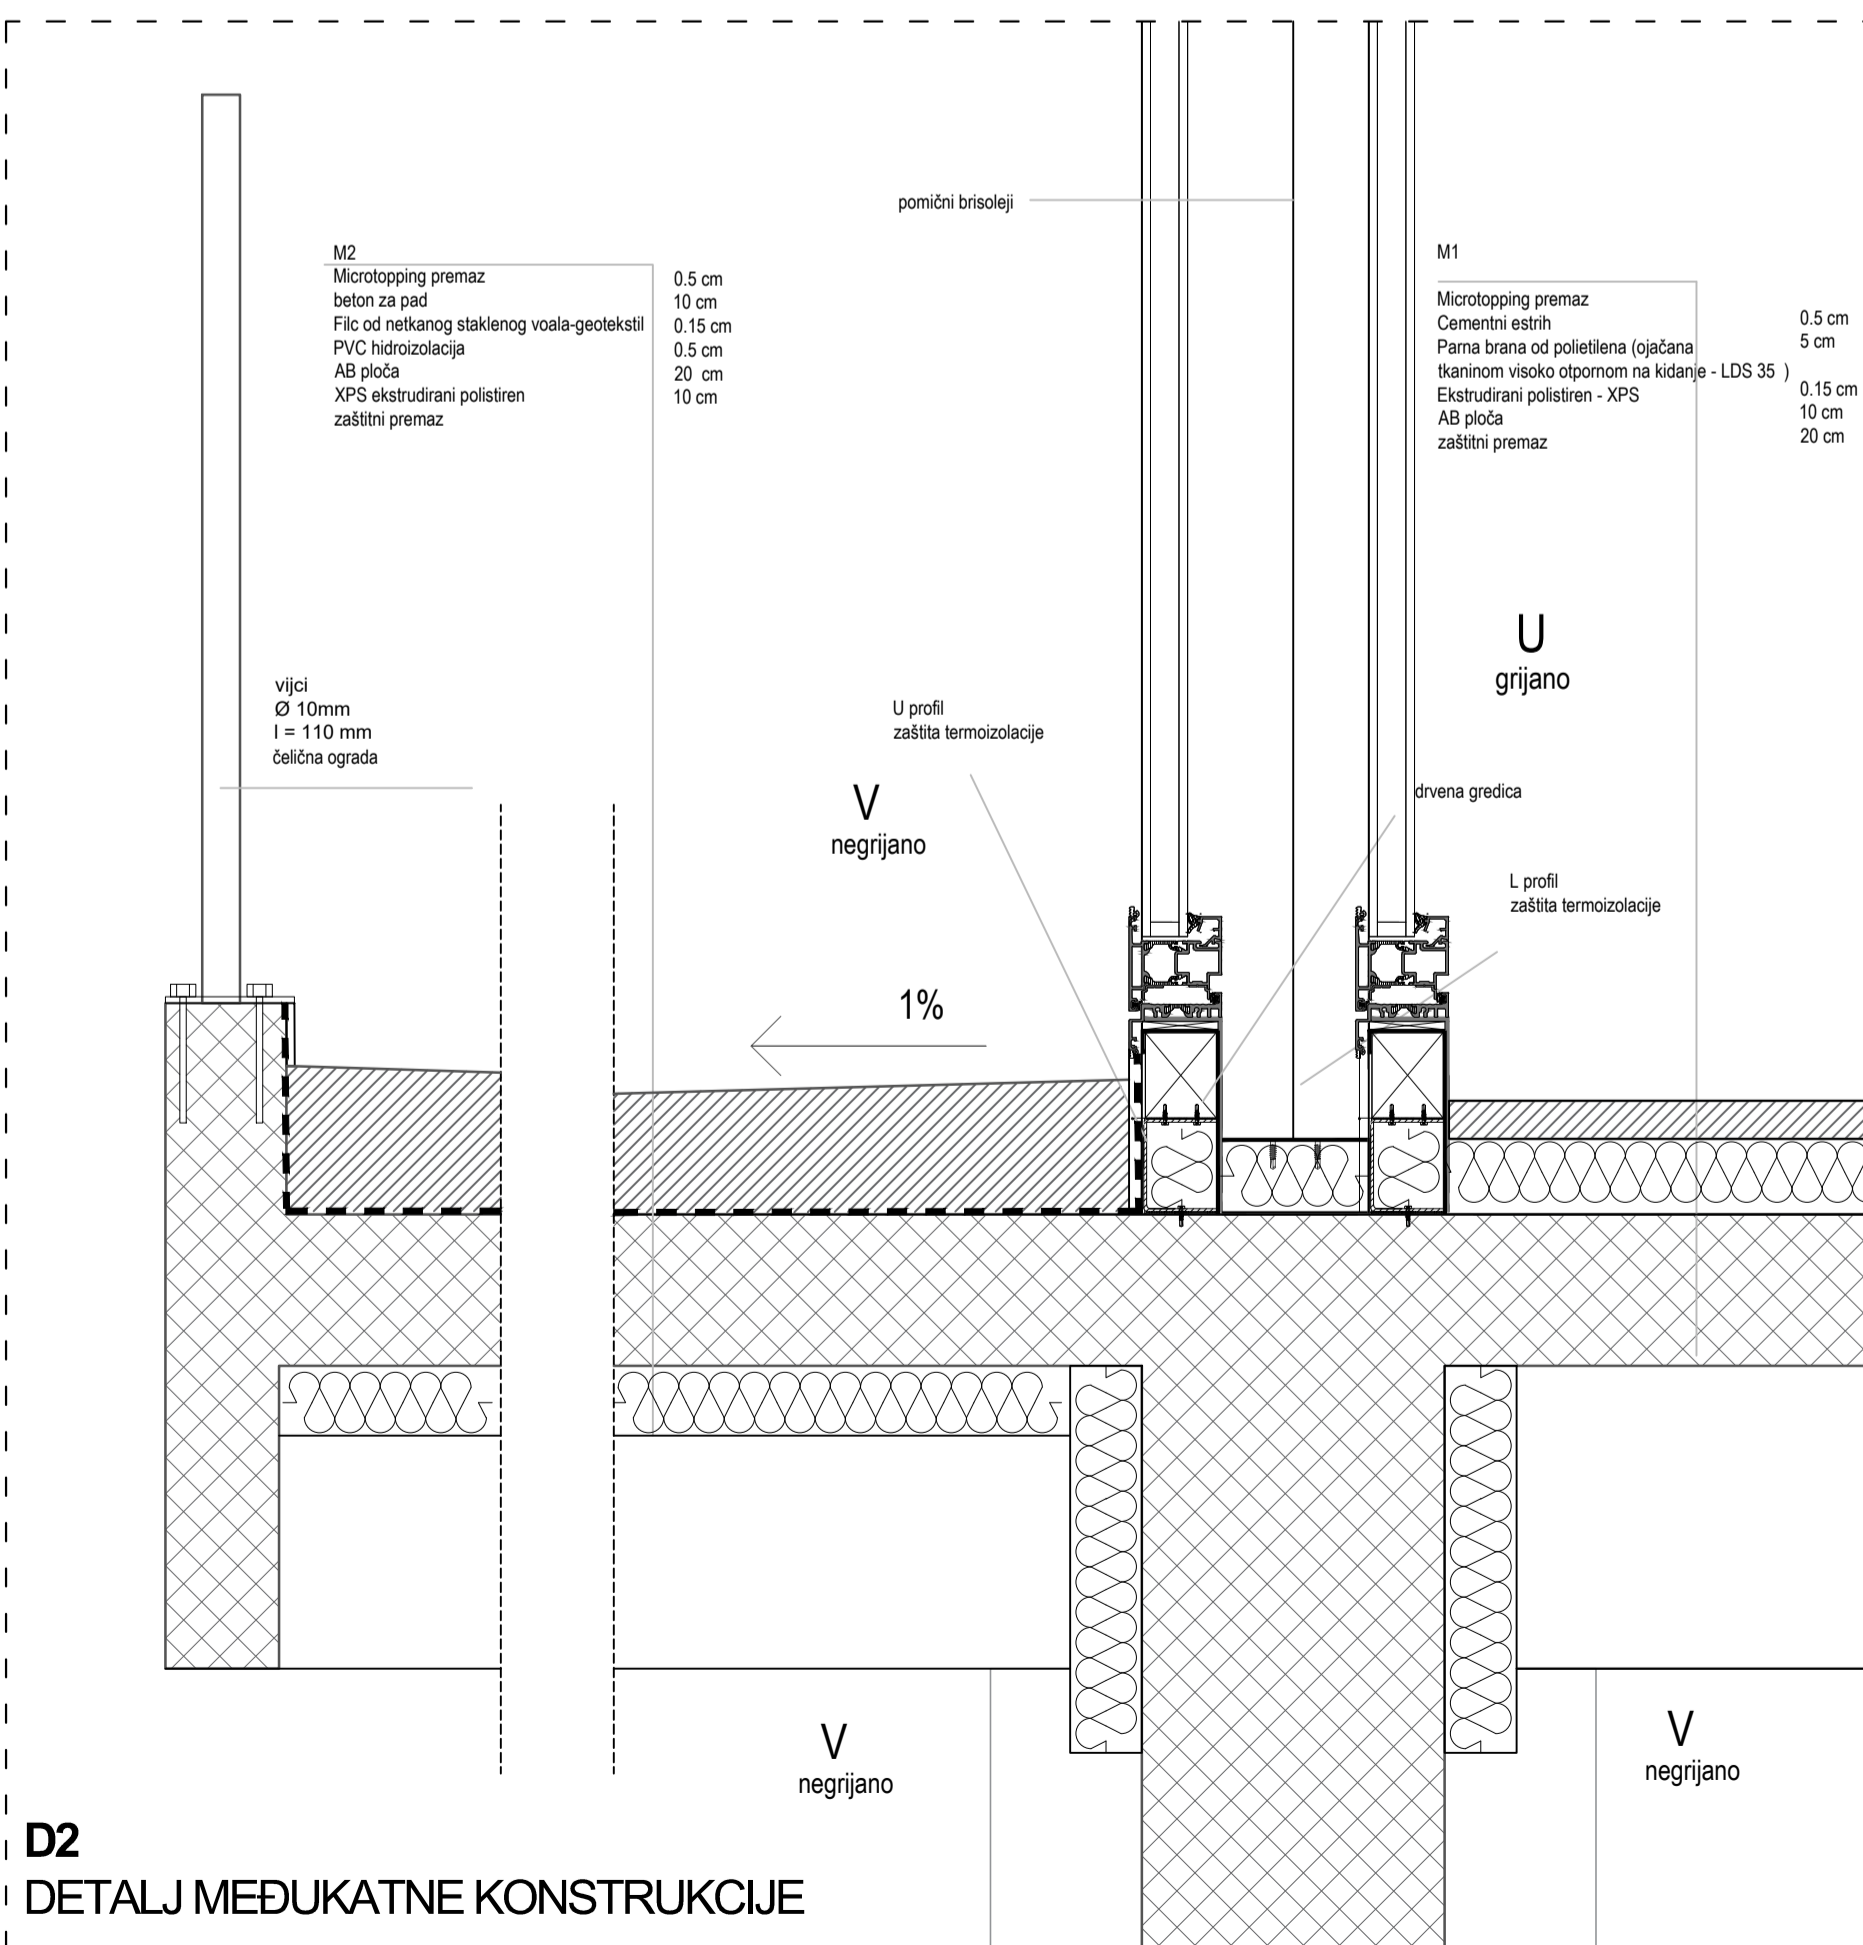 pomični brisoleji
M2
Microtopping premaz 0.5 cm
beton za pad 10 cm
Filc od netkanog staklenog voala-geotekstil 0.15 cm
PVC hidroizolacija 0.5 cm
AB ploča 20 cm
XPS ekstrudirani polistiren 10 cm
zaštitni premaz
M1
Microtopping premaz 0.5 cm
Cementni estrih 5 cm
Parna brana od polietilena (ojačana
tkaninom visoko otpornom na kidanje - LDS 35 ) 0.15 cm
Ekstrudirani polistiren - XPS 10 cm
AB ploča 20 cm
zaštitni premaz
U
grijano
vijci
Ø 10mm
l = 110 mm
čelična ograda
U profil
zaštita termoizolacije
V
negrijano
drvena gredica
L profil
zaštita termoizolacije
1%
V
negrijano
V
negrijano
D2
DETALJ MEĐUKATNE KONSTRUKCIJE